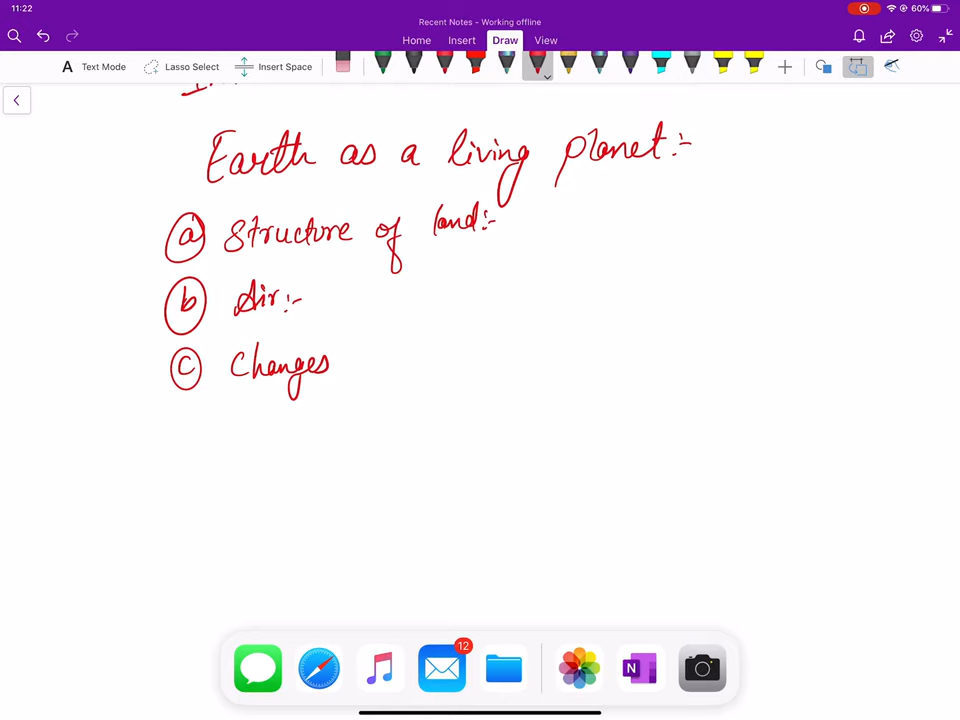 11:22
60%
Recent Notes - Working offline
Home Insert Draw View
A Text Mode Lasso Select Insert Space
Earth as a living planet:-
a Structure of land:-
b Air:-
c Changes
12
N